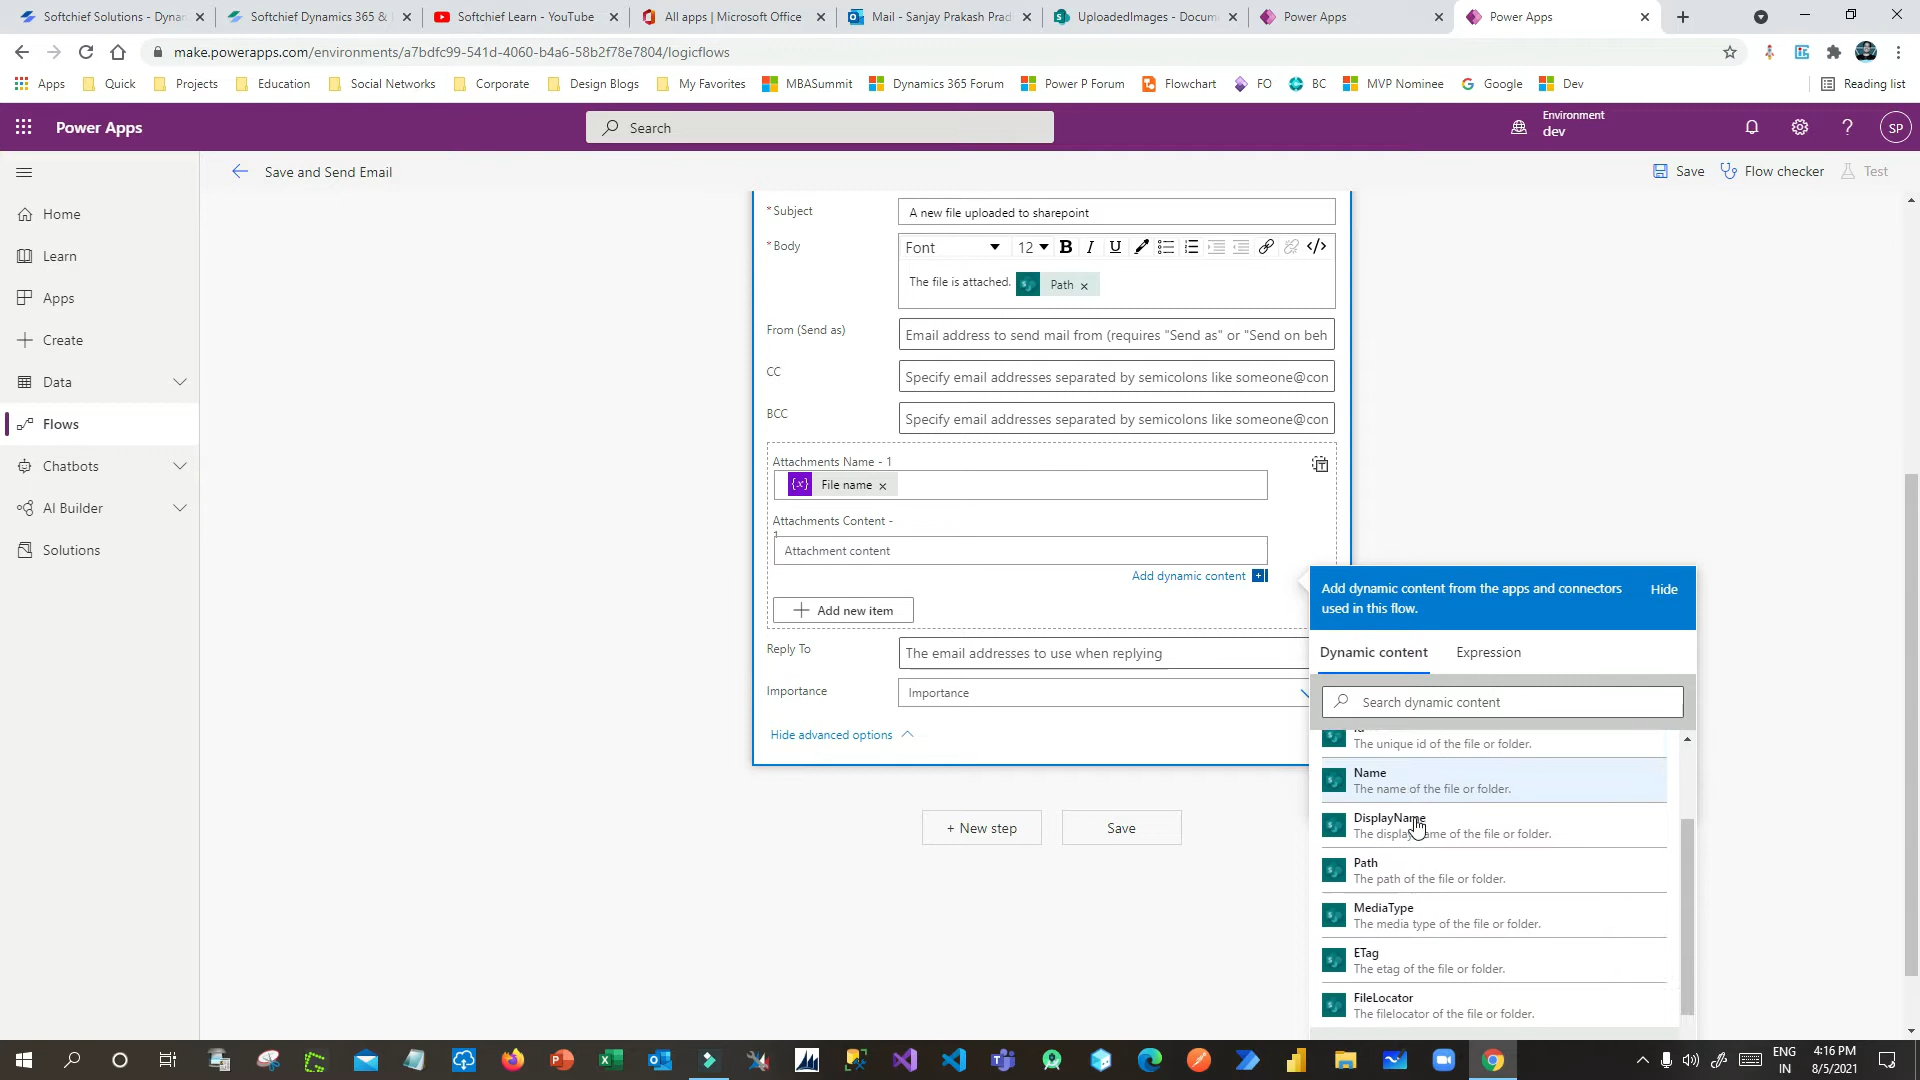 Softchief Solutions - Dynar
Softchief Dynamics 365 &
Softchief Learn - YouTube
All apps | Microsoft Office
Mail - Sanjay Prakash Prad
UploadedImages - Docum
Power Apps
Power Apps
make.powerapps.com/environments/a7bdfc99-541d-4060-b4a6-58b2f78e7804/logicflows
Apps
Quick
Projects
Education
Social Networks
Corporate
Design Blogs
My Favorites
MBASummit
Dynamics 365 Forum
Power P Forum
Flowchart
FO
BC
MVP Nominee
Google
Dev
Reading list
Power Apps
Search
Environment
dev
SP
Save and Send Email
Save
Flow checker
Test
Home
Learn
Apps
Create
Data
Flows
Chatbots
AI Builder
Solutions
* Subject
A new file uploaded to sharepoint
* Body
Font
12
B
I
U
</>
The file is attached. Path ×
From (Send as)
Email address to send mail from (requires "Send as" or "Send on beh
CC
Specify email addresses separated by semicolons like someone@con
BCC
Specify email addresses separated by semicolons like someone@con
Attachments Name - 1
{x} File name ×
Attachments Content -
1
Attachment content
Add dynamic content +
Add new item
Reply To
The email addresses to use when replying
Importance
Importance
Hide advanced options
+ New step
Save
Add dynamic content from the apps and connectors
used in this flow.
Hide
Dynamic content
Expression
Search dynamic content
The unique id of the file or folder.
Name
The name of the file or folder.
DisplayName
The display name of the file or folder.
Path
The path of the file or folder.
MediaType
The media type of the file or folder.
ETag
The etag of the file or folder.
FileLocator
The filelocator of the file or folder.
ENG
IN
4:16 PM
8/5/2021